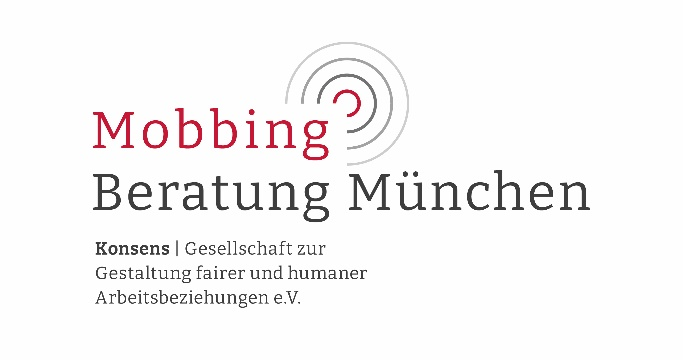 Mobbing
Beratung München
Konsens | Gesellschaft zur
Gestaltung fairer und humaner
Arbeitsbeziehungen e.V.